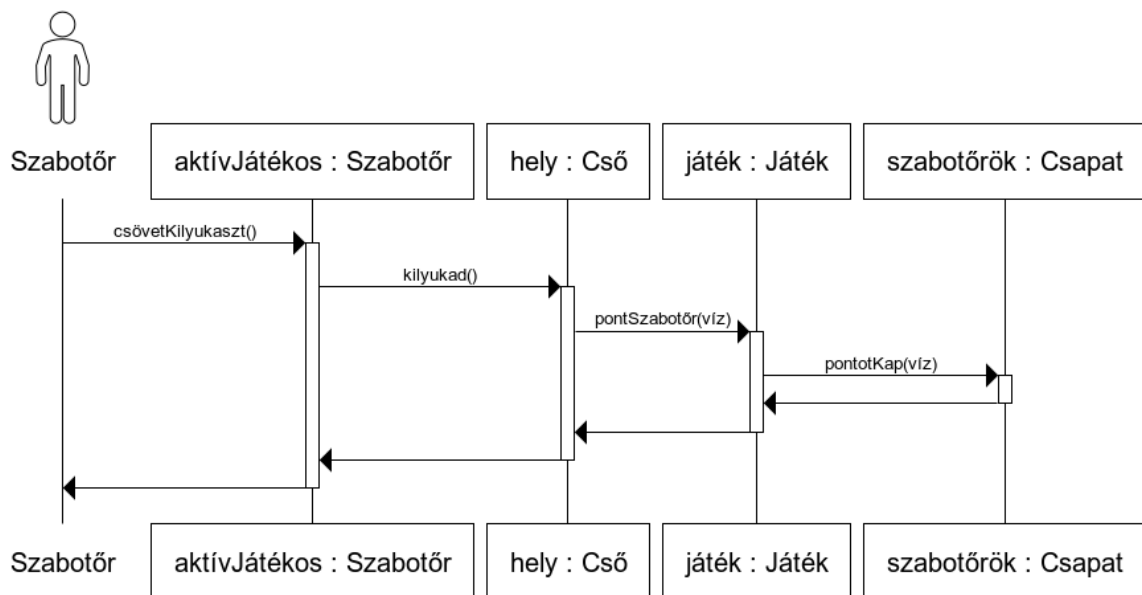 Szabotőr
aktívJátékos : Szabotőr
hely : Cső
játék : Játék
szabotőrök : Csapat
csövetKilyukaszt()
kilyukad()
pontSzabotőr(víz)
pontotKap(víz)
Szabotőr
aktívJátékos : Szabotőr
hely : Cső
játék : Játék
szabotőrök : Csapat